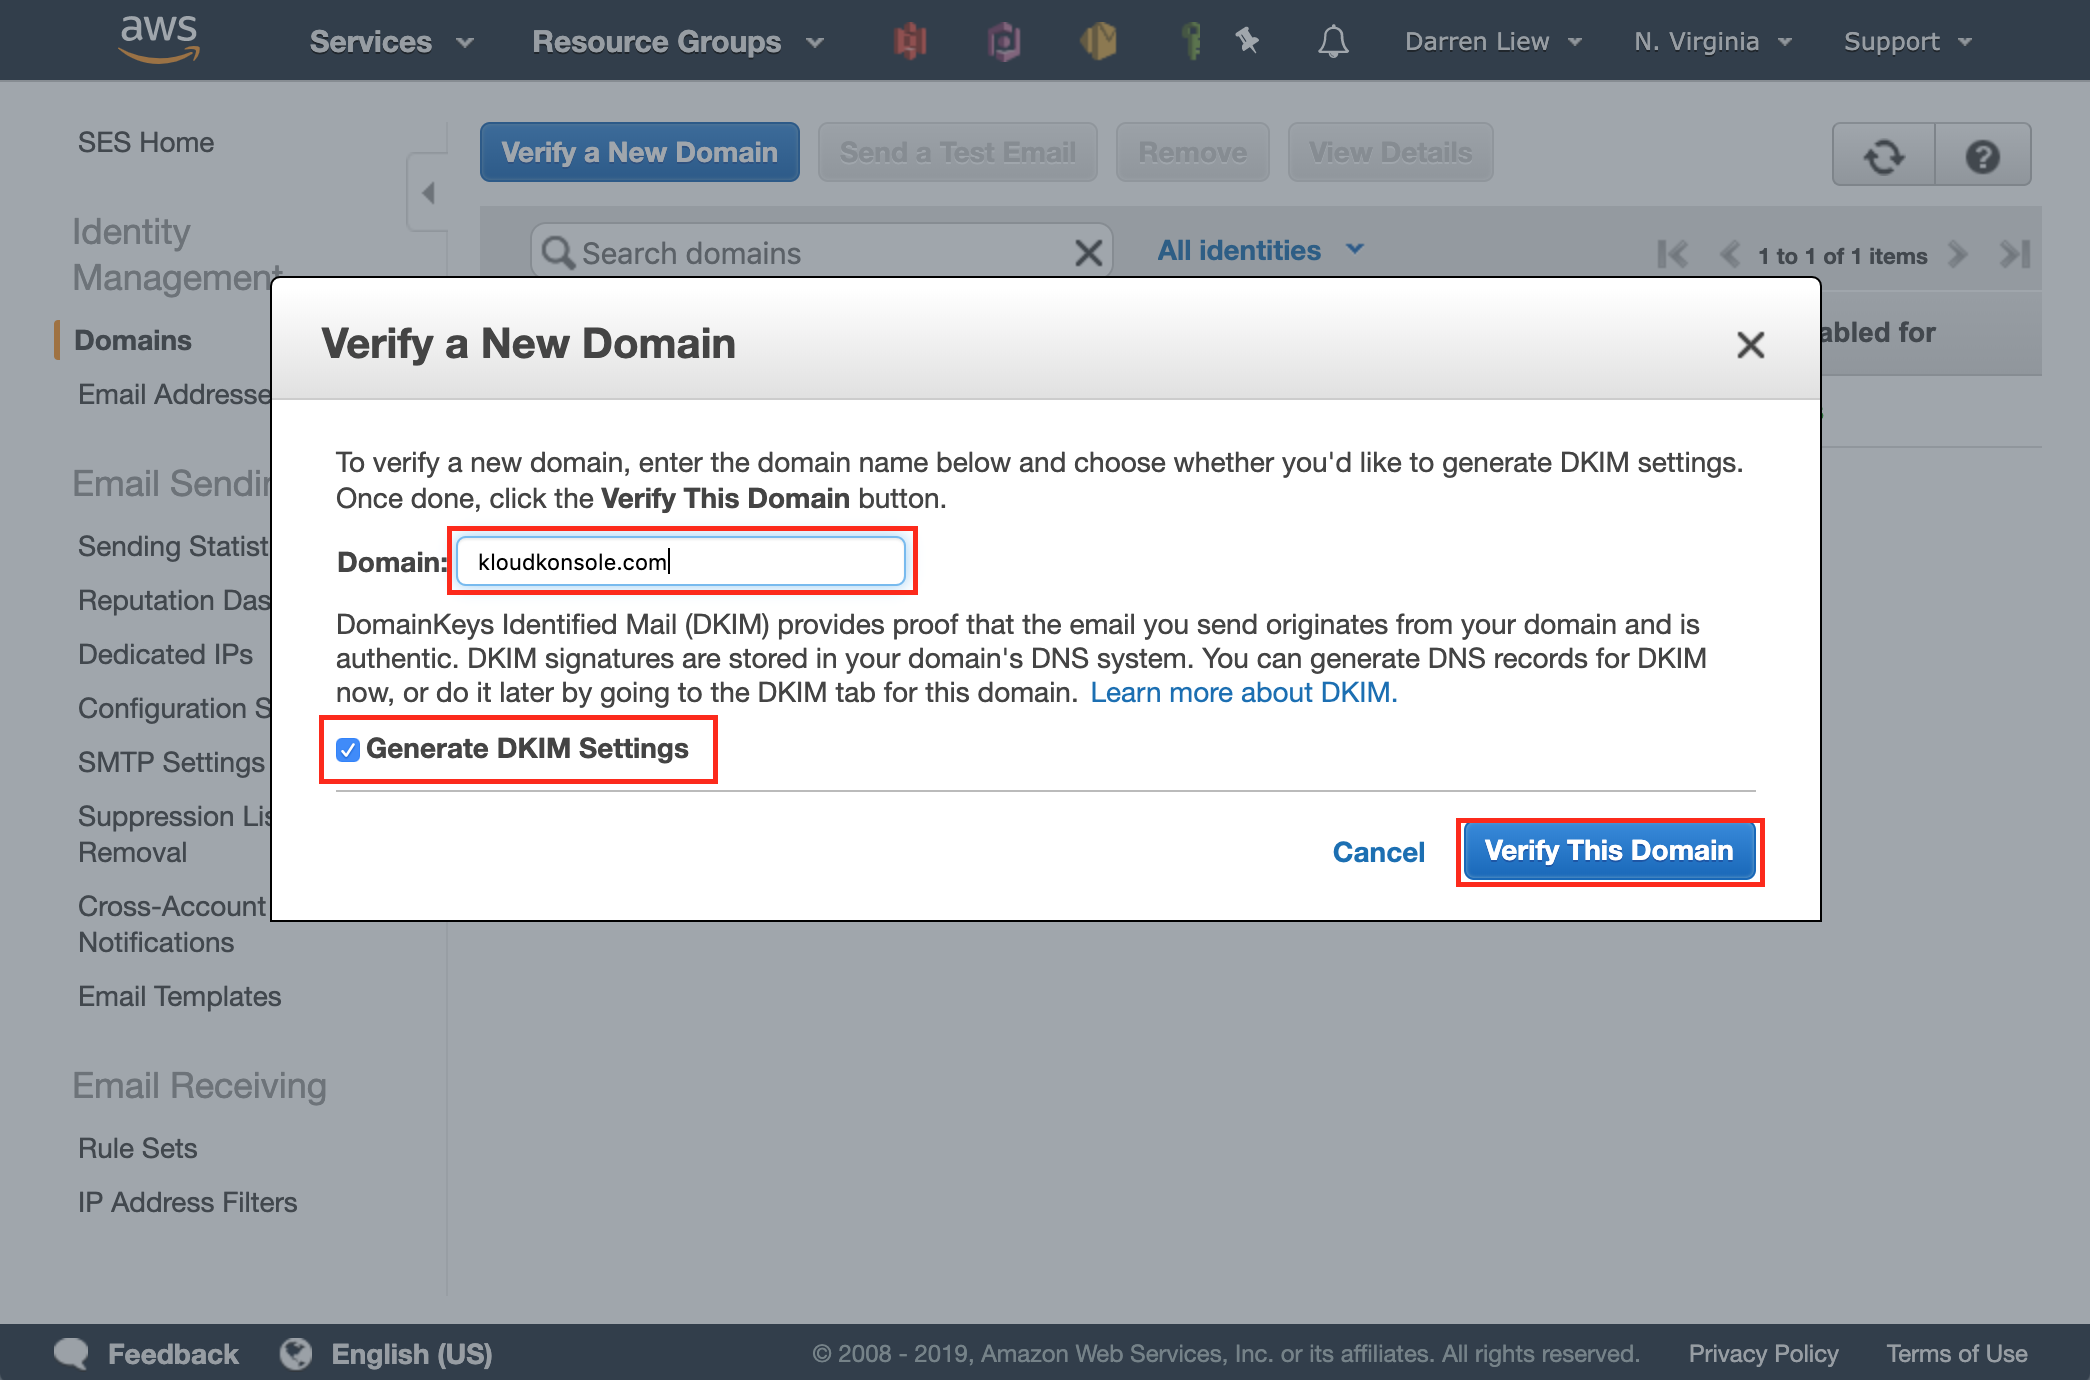 aws
Services
Resource Groups
Darren Liew
N. Virginia
Support
SES Home
Identity
Management
Domains
Email Addresse
Email Sendin
Sending Statist
Reputation Das
Dedicated IPs
Configuration S
SMTP Settings
Suppression Lis
Removal
Cross-Account
Notifications
Email Templates
Email Receiving
Rule Sets
IP Address Filters
Verify a New Domain
Send a Test Email
Remove
View Details
Search domains
All identities
1 to 1 of 1 items
abled for
Verify a New Domain
To verify a new domain, enter the domain name below and choose whether you'd like to generate DKIM settings.
Once done, click the Verify This Domain button.
Domain: kloudkonsole.com
DomainKeys Identified Mail (DKIM) provides proof that the email you send originates from your domain and is
authentic. DKIM signatures are stored in your domain's DNS system. You can generate DNS records for DKIM
now, or do it later by going to the DKIM tab for this domain. Learn more about DKIM.
Generate DKIM Settings
Cancel
Verify This Domain
Feedback
English (US)
© 2008 - 2019, Amazon Web Services, Inc. or its affiliates. All rights reserved.
Privacy Policy
Terms of Use